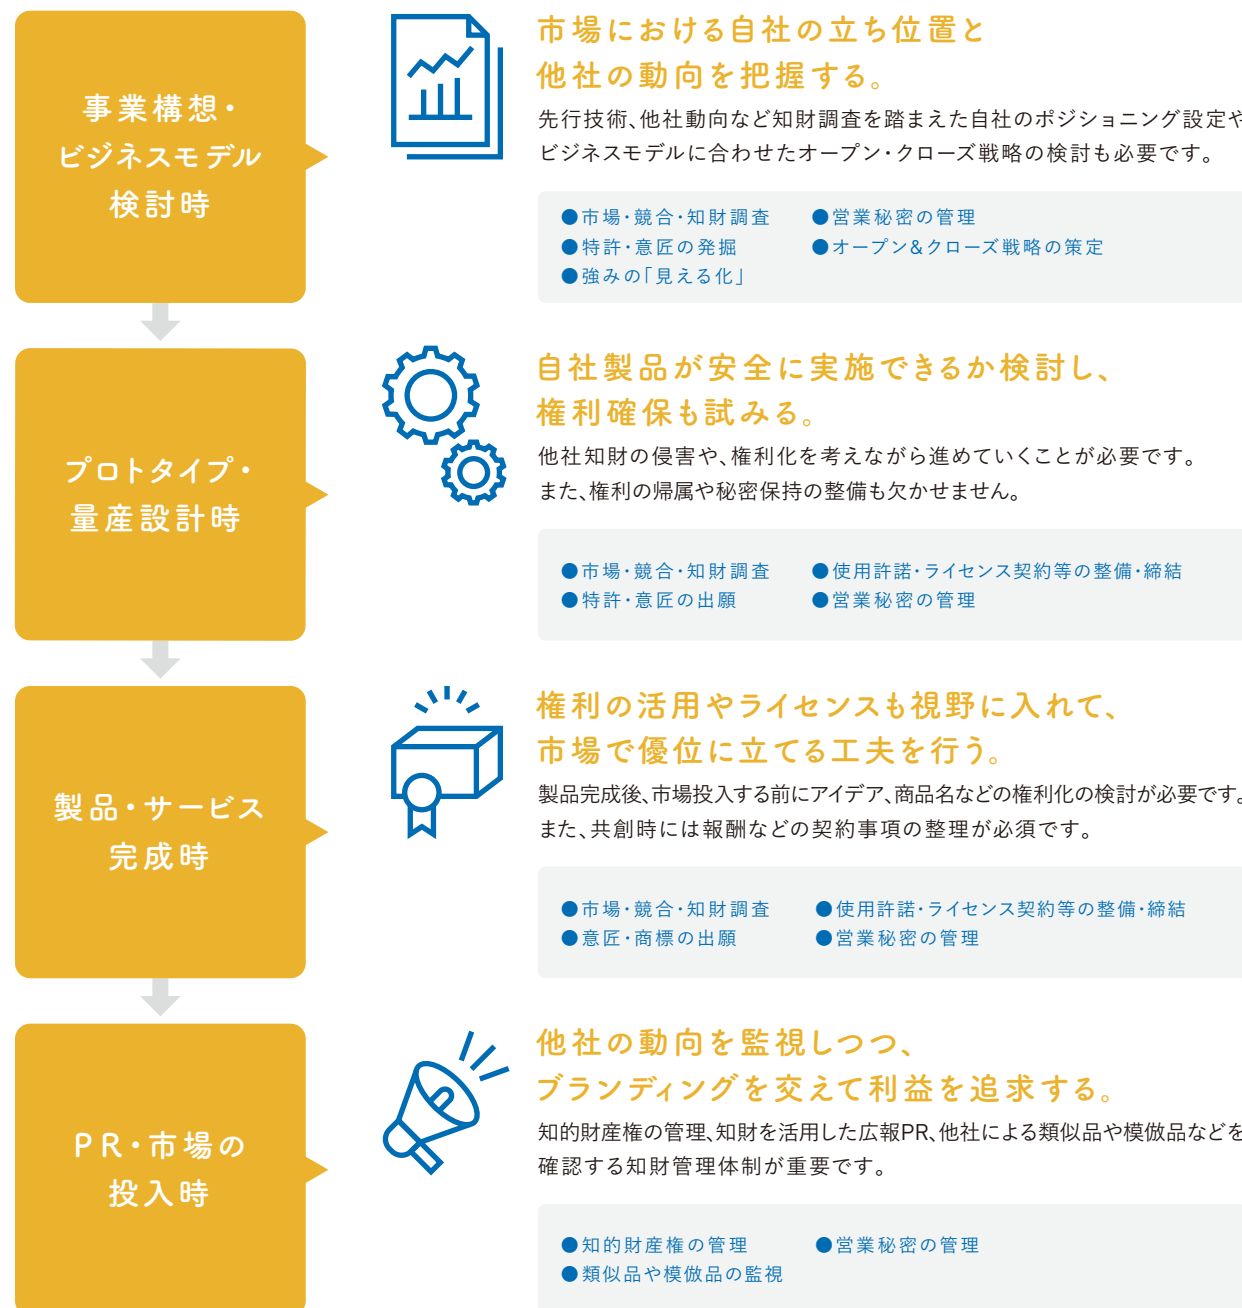 事業構想・
ビジネスモデル
検討時
市場における自社の立ち位置と
他社の動向を把握する。
先行技術、他社動向など知財調査を踏まえた自社のポジショニング設定や
ビジネスモデルに合わせたオープン・クローズ戦略の検討も必要です。
●市場・競合・知財調査 ●営業秘密の管理
●特許・意匠の発掘 ●オープン&クローズ戦略の策定
●強みの「見える化」
プロトタイプ・
量産設計時
自社製品が安全に実施できるか検討し、
権利確保も試みる。
他社知財の侵害や、権利化を考えながら進めていくことが必要です。
また、権利の帰属や秘密保持の整備も欠かせません。
●市場・競合・知財調査 ●使用許諾・ライセンス契約等の整備・締結
●特許・意匠の出願 ●営業秘密の管理
製品・サービス
完成時
権利の活用やライセンスも視野に入れて、
市場で優位に立てる工夫を行う。
製品完成後、市場投入する前にアイデア、商品名などの権利化の検討が必要です。
また、共創時には報酬などの契約事項の整理が必須です。
●市場・競合・知財調査 ●使用許諾・ライセンス契約等の整備・締結
●意匠・商標の出願 ●営業秘密の管理
PR・市場の
投入時
他社の動向を監視しつつ、
ブランディングを交えて利益を追求する。
知的財産権の管理、知財を活用した広報PR、他社による類似品や模倣品などを
確認する知財管理体制が重要です。
●知的財産権の管理 ●営業秘密の管理
●類似品や模倣品の監視